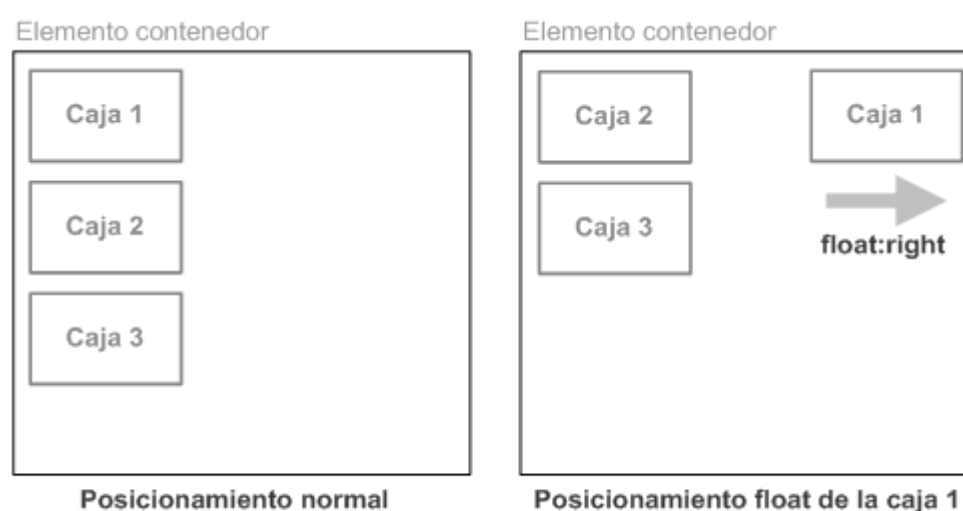 Elemento contenedor
Caja 1
Caja 2
Caja 3
Posicionamiento normal
Elemento contenedor
Caja 2
Caja 1
Caja 3
float:right
Posicionamiento float de la caja 1